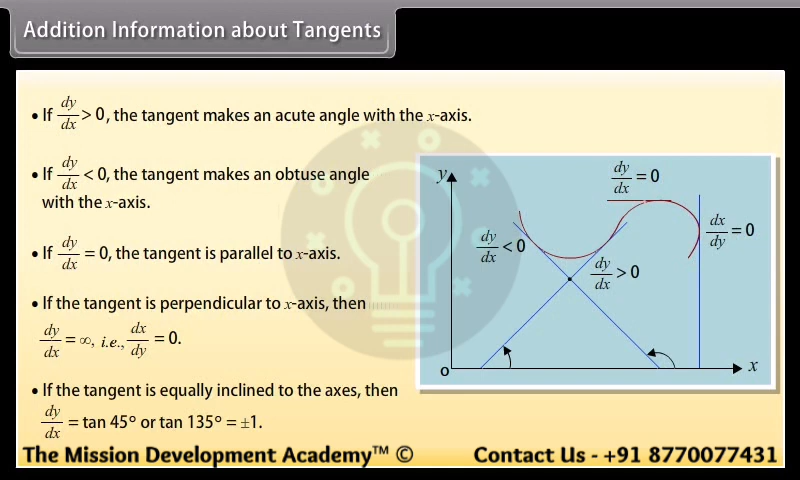 Addition Information about Tangents
• If dy/dx > 0, the tangent makes an acute angle with the x-axis.
• If dy/dx < 0, the tangent makes an obtuse angle
with the x-axis.
• If dy/dx = 0, the tangent is parallel to x-axis.
• If the tangent is perpendicular to x-axis, then
dy/dx = ∞, i.e., dx/dy = 0.
• If the tangent is equally inclined to the axes, then
dy/dx = tan 45° or tan 135° = ±1.
y
dy/dx = 0
dx/dy = 0
dy/dx < 0
dy/dx > 0
O
x
The Mission Development Academy™ © Contact Us - +91 8770077431